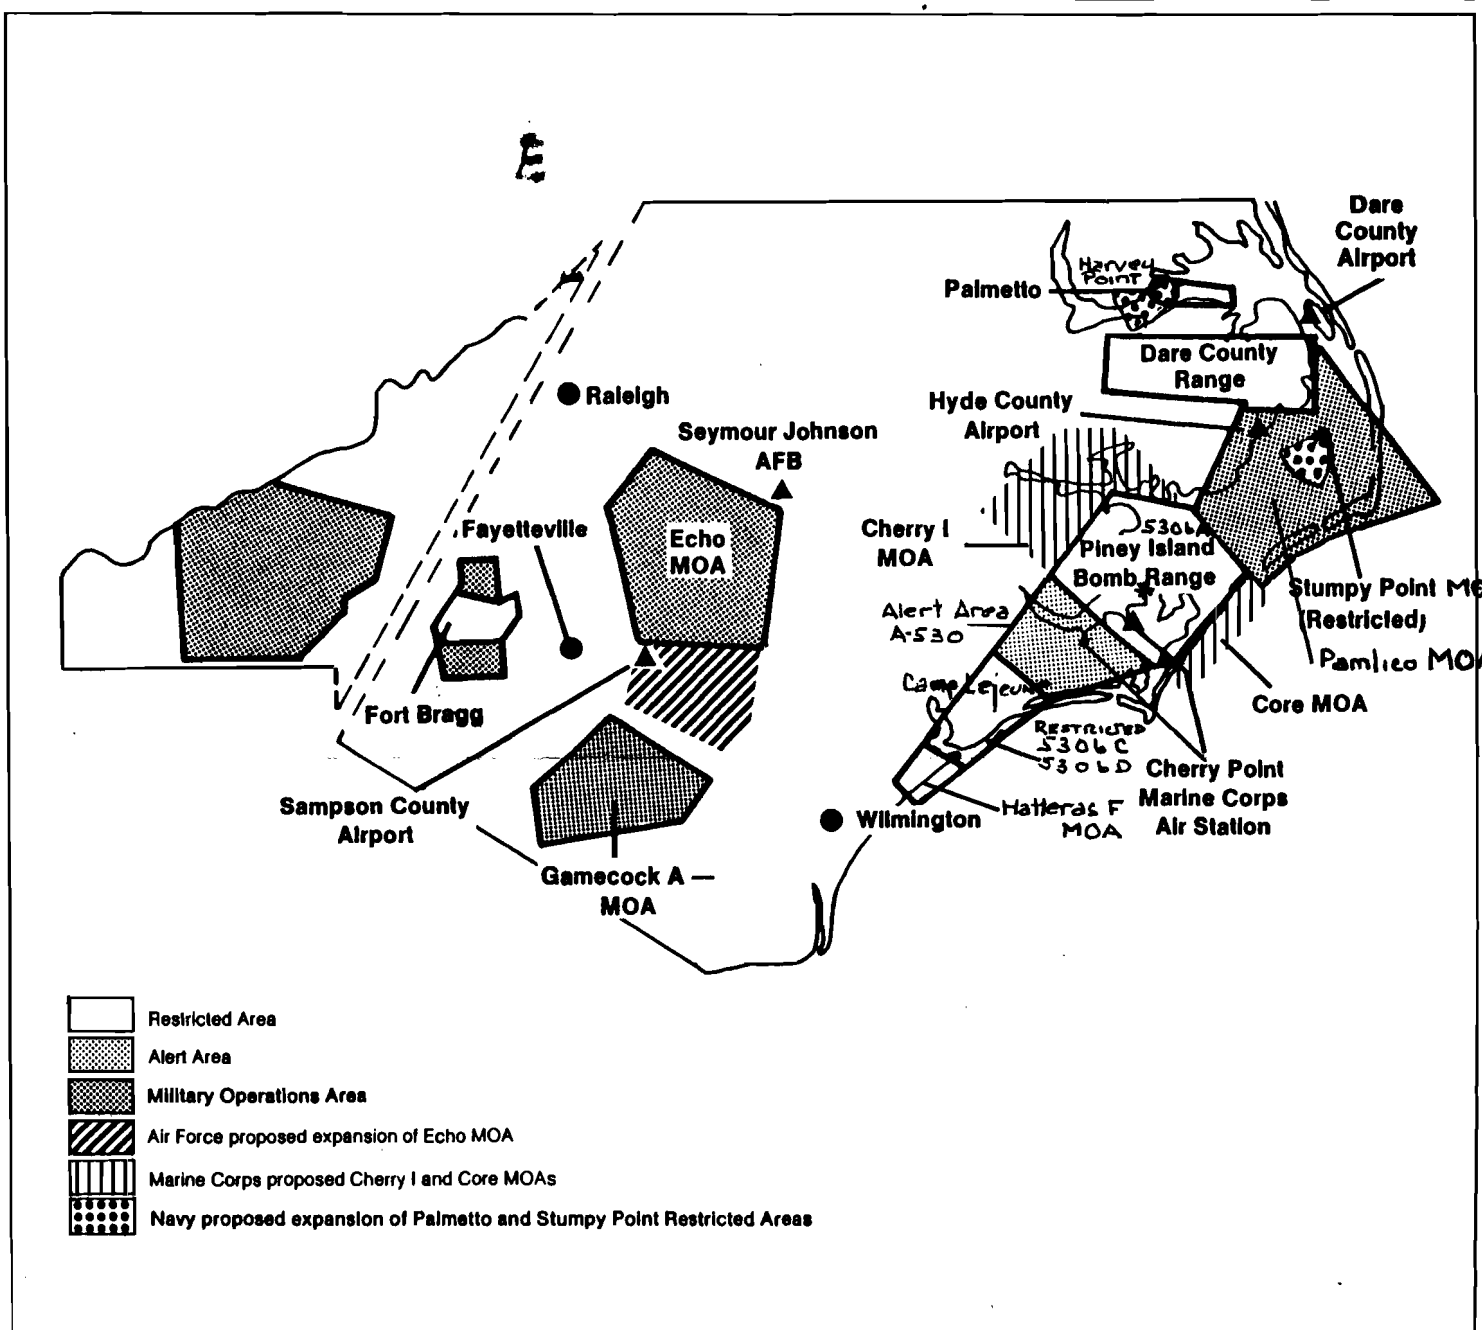 Dare
County
Airport
Harvey
Point
Palmetto
Dare County
Range
Raleigh
Hyde County
Airport
Seymour Johnson
AFB
Fayetteville
Echo
MOA
Cherry I
MOA
5306A
Piney Island
Bomb Range
Stumpy Point MO
(Restricted)
Alert Area
A-530
Pamlico MOA
Camp Lejeune
Core MOA
Fort Bragg
RESTRICTED
5306C
5306D
Cherry Point
Marine Corps
Air Station
Sampson County
Airport
Hatteras F
MOA
Wilmington
Gamecock A —
MOA
Restricted Area
Alert Area
Military Operations Area
Air Force proposed expansion of Echo MOA
Marine Corps proposed Cherry I and Core MOAs
Navy proposed expansion of Palmetto and Stumpy Point Restricted Areas